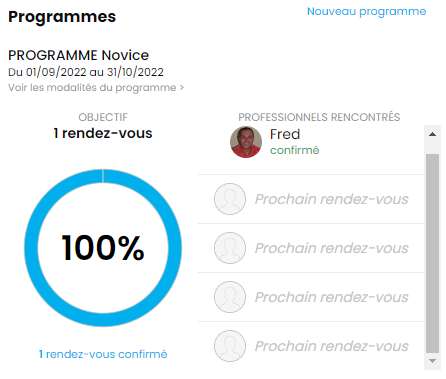 Programmes
Nouveau programme
PROGRAMME Novice
Du 01/09/2022 au 31/10/2022
Voir les modalités du programme >
OBJECTIF
1 rendez-vous
100%
1 rendez-vous confirmé
PROFESSIONNELS RENCONTRÉS
Fred
confirmé
Prochain rendez-vous
Prochain rendez-vous
Prochain rendez-vous
Prochain rendez-vous